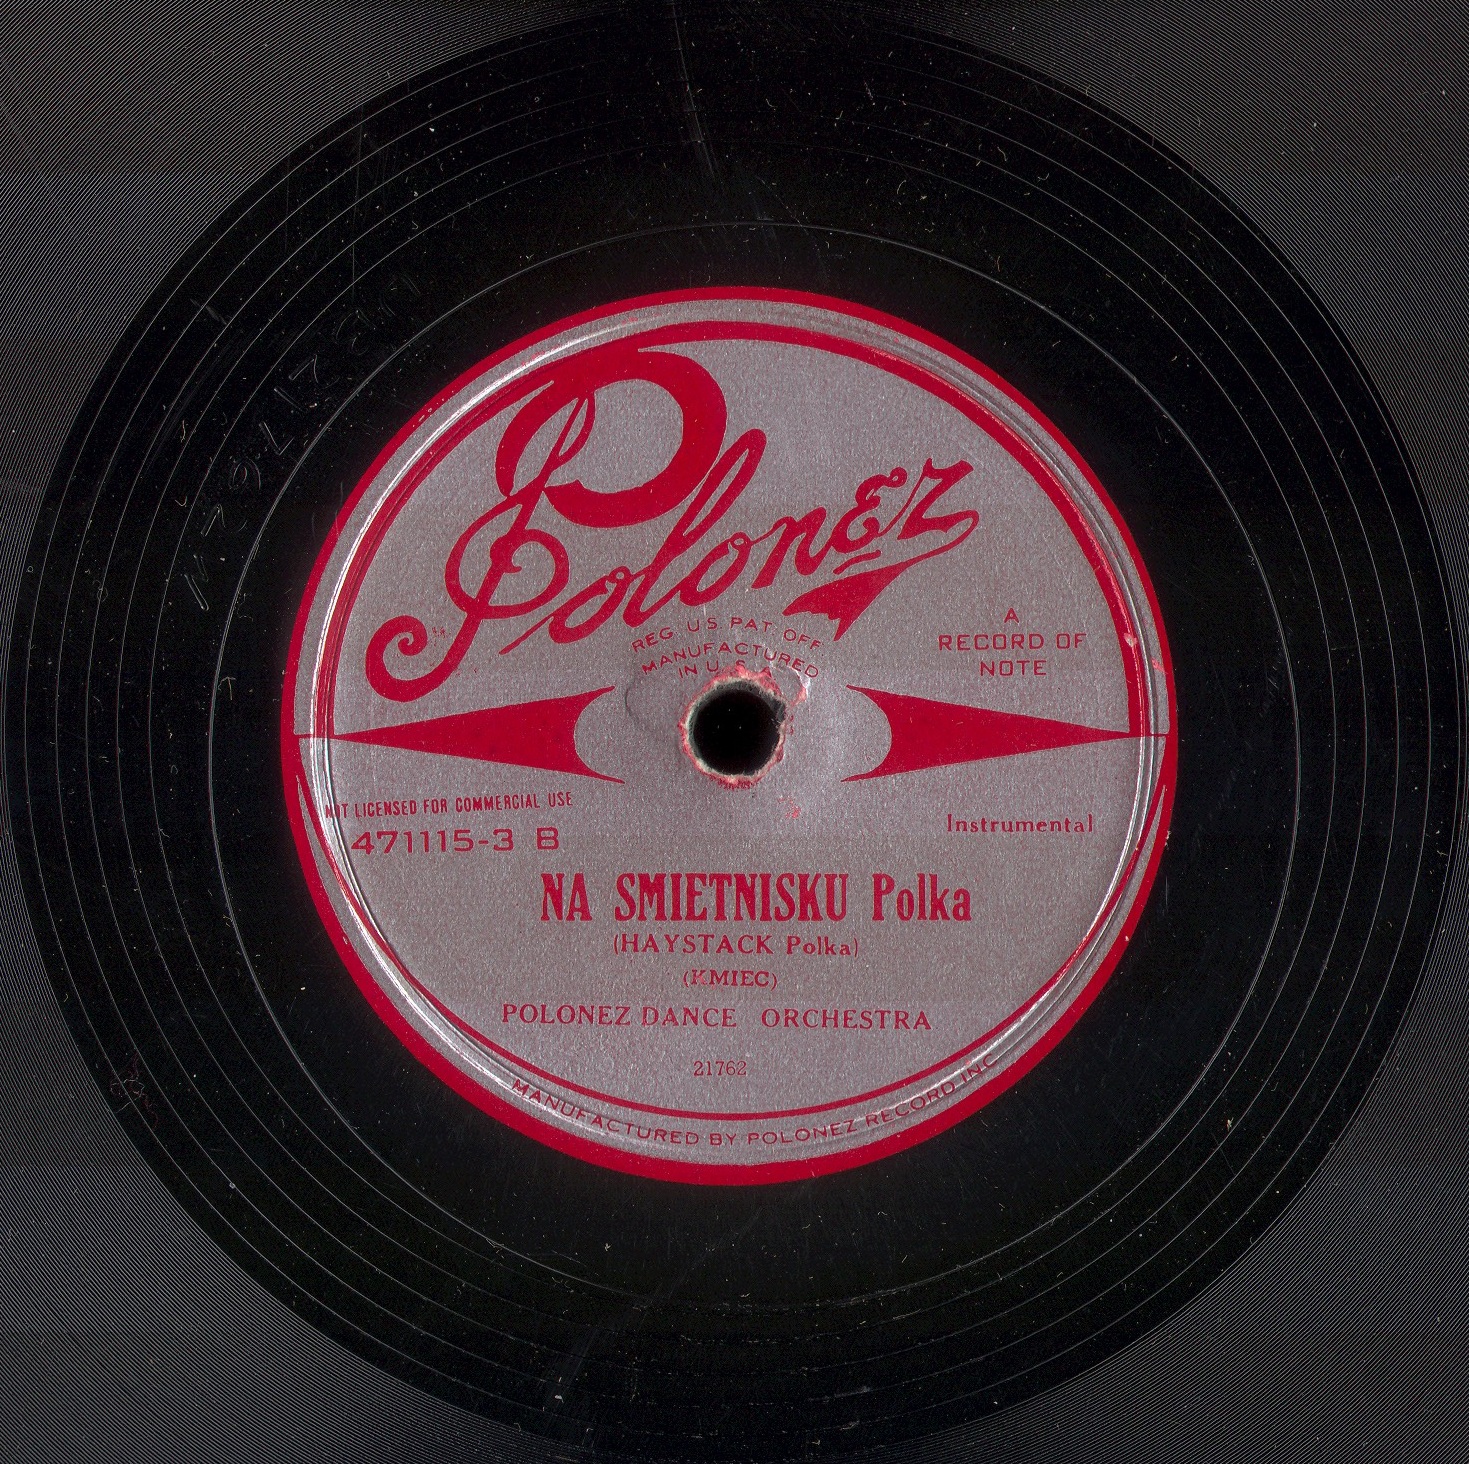 Polonez
REG. U S PAT. OFF
MANUFACTURED
IN U. S. A.
A
RECORD OF
NOTE
NOT LICENSED FOR COMMERCIAL USE
471115-3 B
Instrumental
NA SMIETNISKU Polka
(HAYSTACK Polka)
(KMIEC)
POLONEZ DANCE ORCHESTRA
21762
MANUFACTURED BY POLONEZ RECORD INC